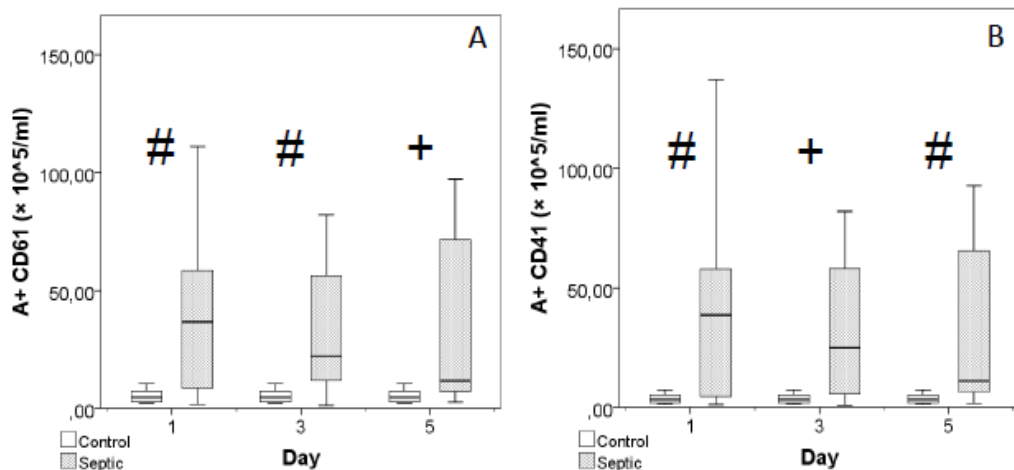 A
150,00
100,00
50,00
,00
A+ CD61 (× 10^5/ml)
# # +
1 3 5
Day
Control
Septic
B
150,00
100,00
50,00
,00
A+ CD41 (× 10^5/ml)
# + #
1 3 5
Day
Control
Septic